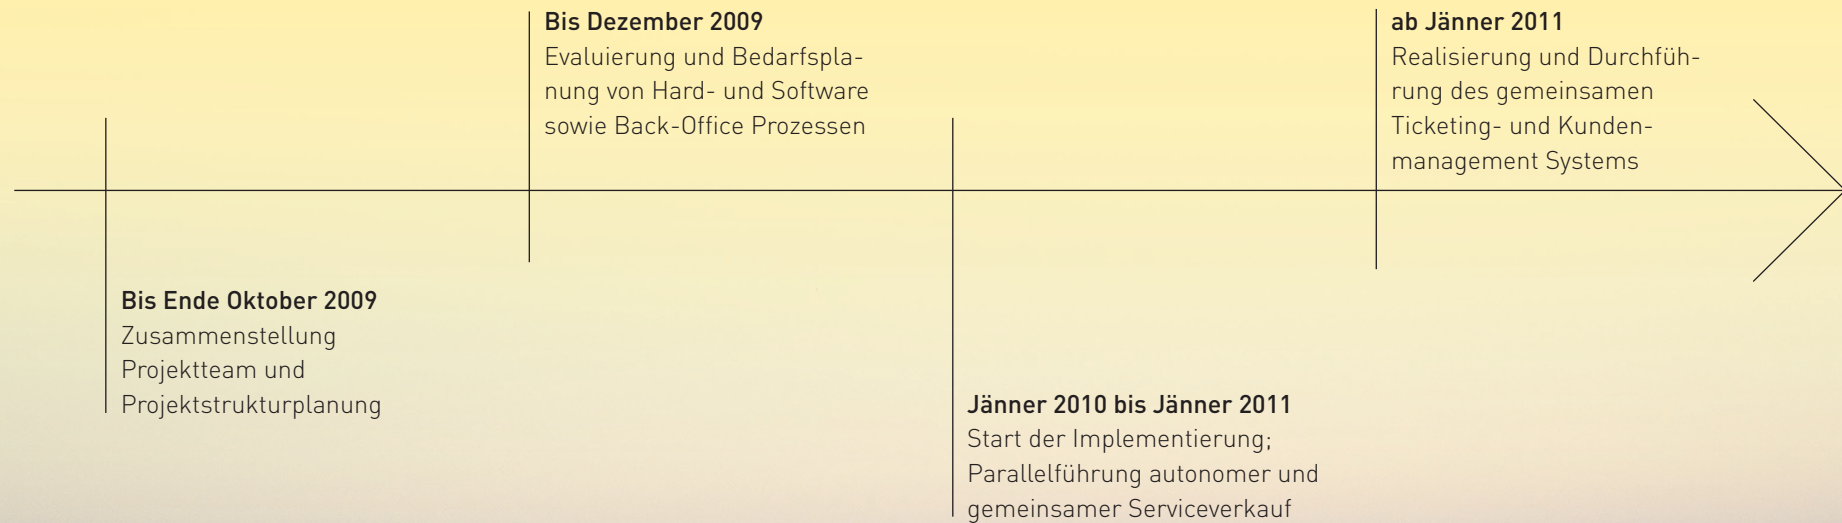 Bis Ende Oktober 2009
Zusammenstellung
Projektteam und
Projektstrukturplanung
Bis Dezember 2009
Evaluierung und Bedarfspla-
nung von Hard- und Software
sowie Back-Office Prozessen
Jänner 2010 bis Jänner 2011
Start der Implementierung;
Parallelführung autonomer und
gemeinsamer Serviceverkauf
ab Jänner 2011
Realisierung und Durchfüh-
rung des gemeinsamen
Ticketing- und Kunden-
management Systems